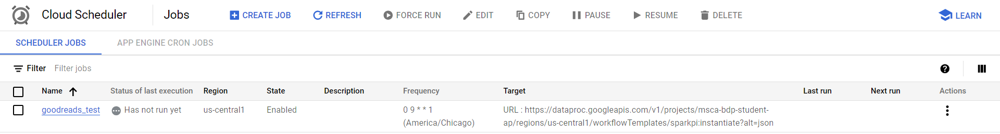 Cloud Scheduler Jobs CREATE JOB REFRESH FORCE RUN EDIT COPY PAUSE RESUME DELETE LEARN
SCHEDULER JOBS APP ENGINE CRON JOBS
Filter Filter jobs
Name Status of last execution Region State Description Frequency Target Last run Next run Actions
goodreads_test Has not run yet us-central1 Enabled 0 9 * * 1 URL : https://dataproc.googleapis.com/v1/projects/msca-bdp-student-
(America/Chicago) ap/regions/us-central1/workflowTemplates/sparkpi:instantiate?alt=json